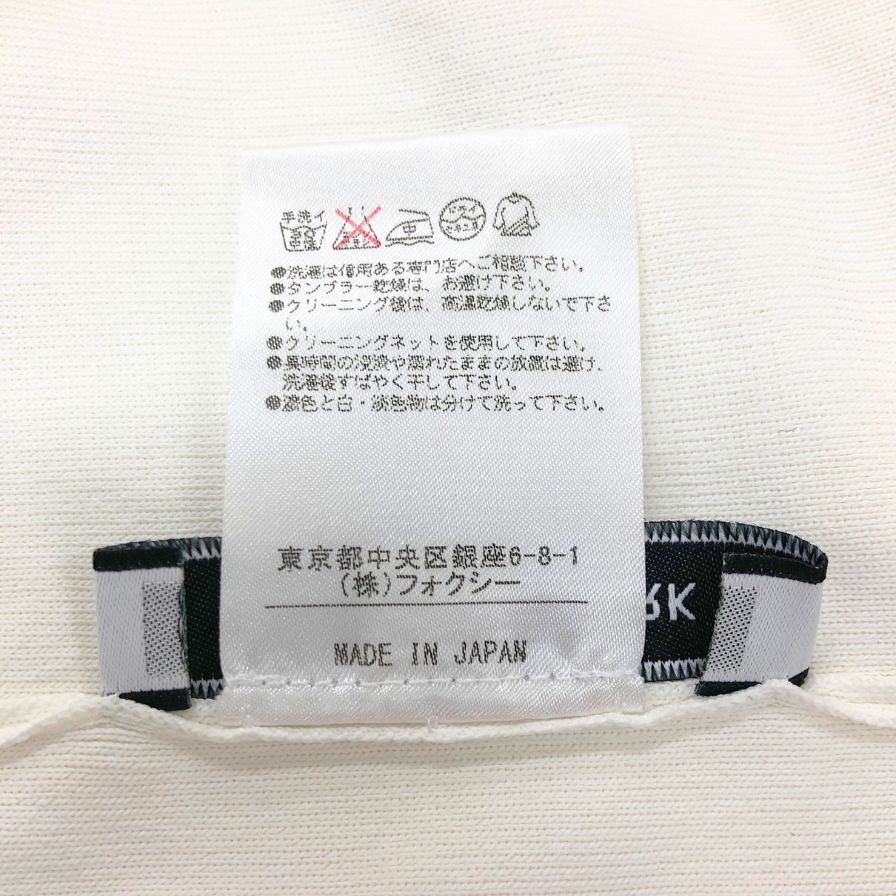 手洗イ
中
ドライ
●洗濯は信用ある専門店へご相談下さい。
●タンブラー乾燥は、お避け下さい。
●クリーニング後は、高温乾燥しないで下さ
い。
●クリーニングネットを使用して下さい。
●長時間の浸漬や濡れたままの放置は避け、
洗濯後すばやく干して下さい。
●濃色と白・淡色物は分けて洗って下さい。
東京都中央区銀座6-8-1
(株)フォクシー
MADE IN JAPAN
RK